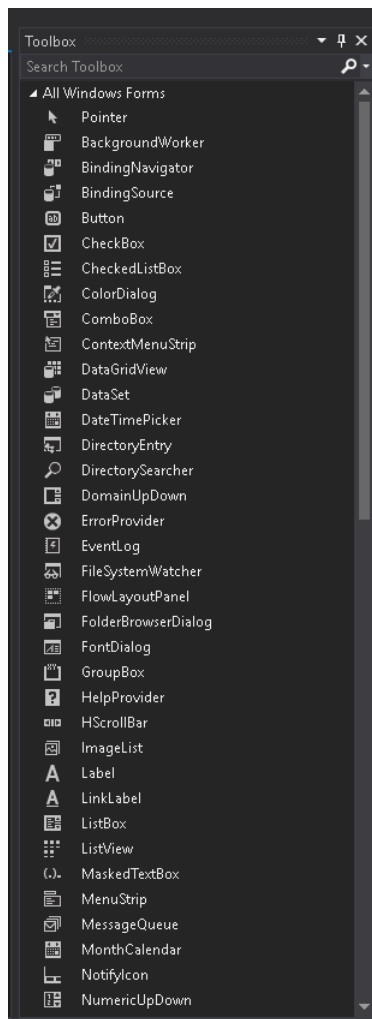 Toolbox
Search Toolbox
All Windows Forms
Pointer
BackgroundWorker
BindingNavigator
BindingSource
Button
CheckBox
CheckedListBox
ColorDialog
ComboBox
ContextMenuStrip
DataGridView
DataSet
DateTimePicker
DirectoryEntry
DirectorySearcher
DomainUpDown
ErrorProvider
EventLog
FileSystemWatcher
FlowLayoutPanel
FolderBrowserDialog
FontDialog
GroupBox
HelpProvider
HScrollBar
ImageList
Label
LinkLabel
ListBox
ListView
MaskedTextBox
MenuStrip
MessageQueue
MonthCalendar
NotifyIcon
NumericUpDown